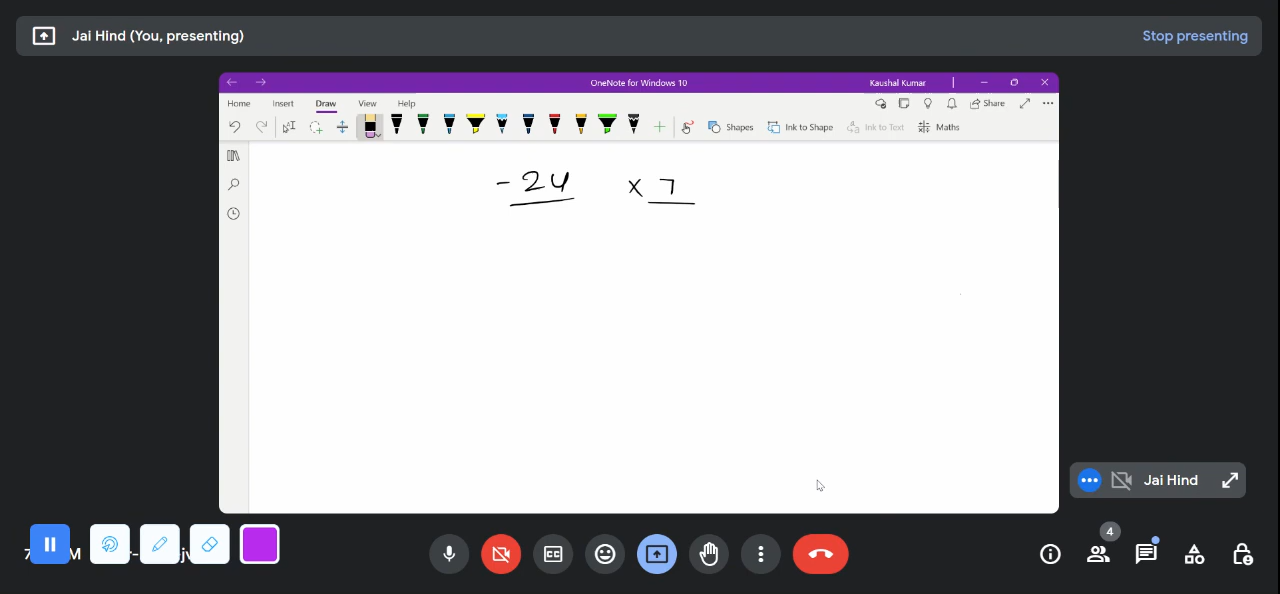 Jai Hind (You, presenting) Stop presenting
OneNote for Windows 10 Kaushal Kumar
Home Insert Draw View Help Share
Shapes Ink to Shape Ink to Text Maths
- 24 x 7
Jai Hind
4
CC